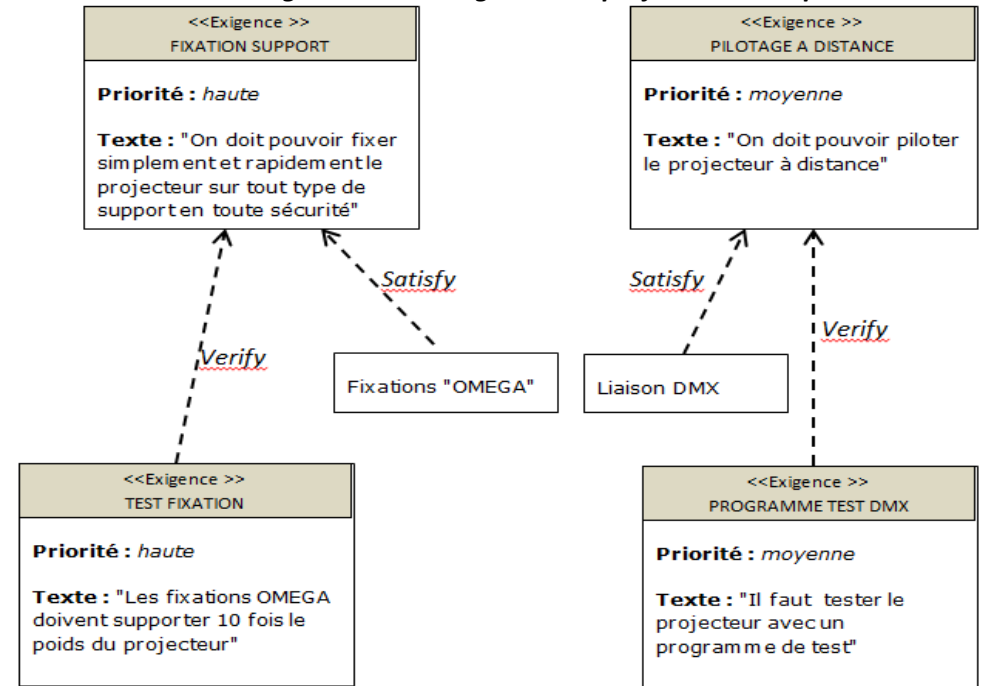 <<Exigence >>
FIXATION SUPPORT
Priorité : haute
Texte : "On doit pouvoir fixer
simplement et rapidement le
projecteur sur tout type de
support en toute sécurité"
<<Exigence >>
PILOTAGE A DISTANCE
Priorité : moyenne
Texte : "On doit pouvoir piloter
le projecteur à distance"
Satisfy
Satisfy
Verify
Verify
Fixations "OMEGA"
Liaison DMX
<<Exigence >>
TEST FIXATION
Priorité : haute
Texte : "Les fixations OMEGA
doivent supporter 10 fois le
poids du projecteur"
<<Exigence >>
PROGRAMME TEST DMX
Priorité : moyenne
Texte : "Il faut tester le
projecteur avec un
programme de test"